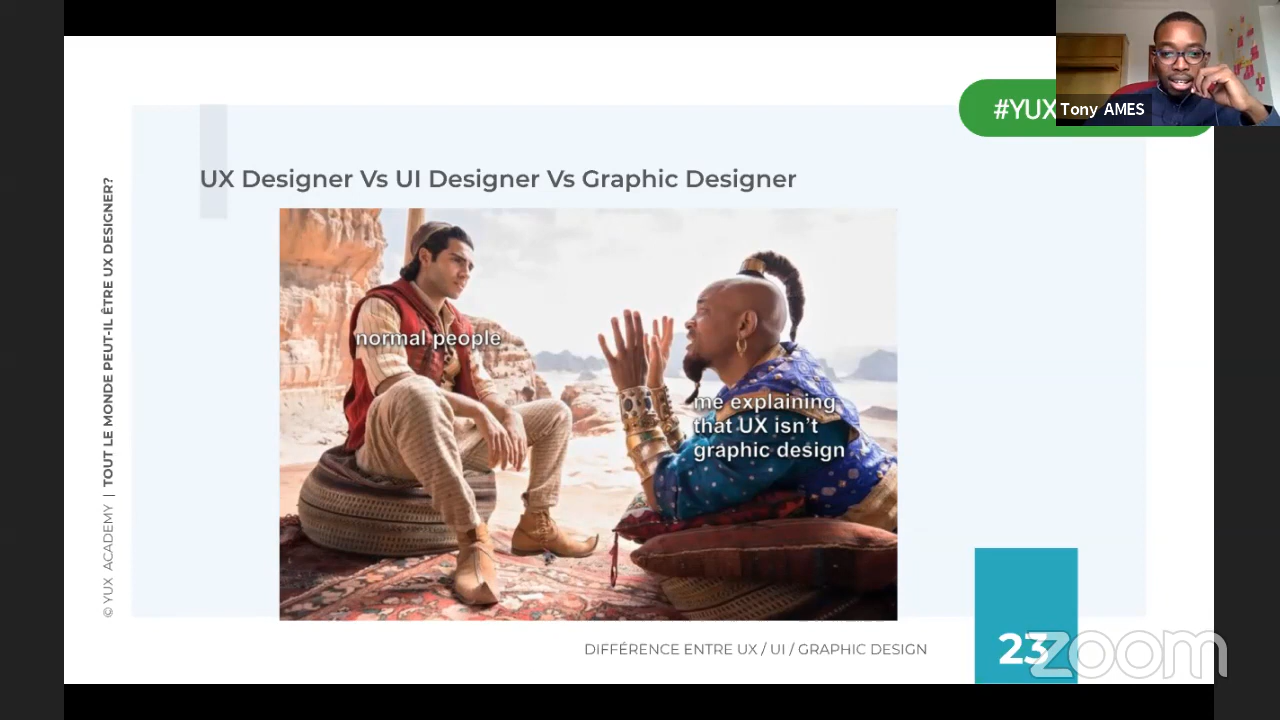 #YUX
Tony AMES
UX Designer Vs UI Designer Vs Graphic Designer
normal people
me explaining
that UX isn't
graphic design
© YUX ACADEMY | TOUT LE MONDE PEUT-IL ÊTRE UX DESIGNER?
DIFFÉRENCE ENTRE UX / UI / GRAPHIC DESIGN
23
zoom